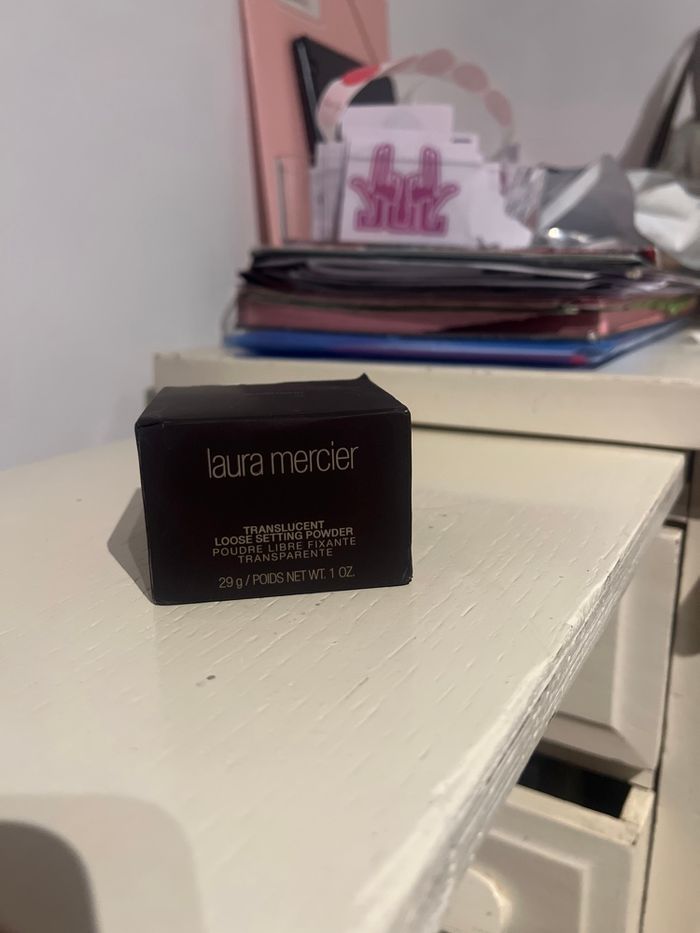 laura mercier
TRANSLUCENT
LOOSE SETTING POWDER
POUDRE LIBRE FIXANTE
TRANSPARENTE
29 g / POIDS NET WT. 1 OZ.